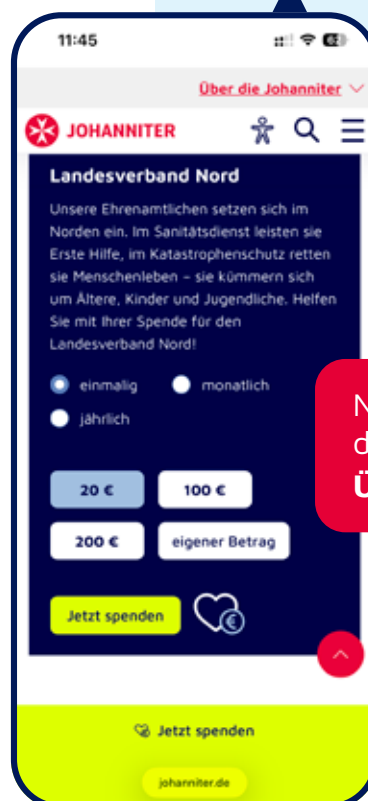 11:45
Über die Johanniter
JOHANNITER
Landesverband Nord
Unsere Ehrenamtlichen setzen sich im
Norden ein. Im Sanitätsdienst leisten sie
Erste Hilfe, im Katastrophenschutz retten
sie Menschenleben – sie kümmern sich
um Ältere, Kinder und Jugendliche. Helfen
Sie mit Ihrer Spende für den
Landesverband Nord!
einmalig monatlich
jährlich
20 € 100 €
200 € eigener Betrag
Jetzt spenden €
Jetzt spenden
johanniter.de